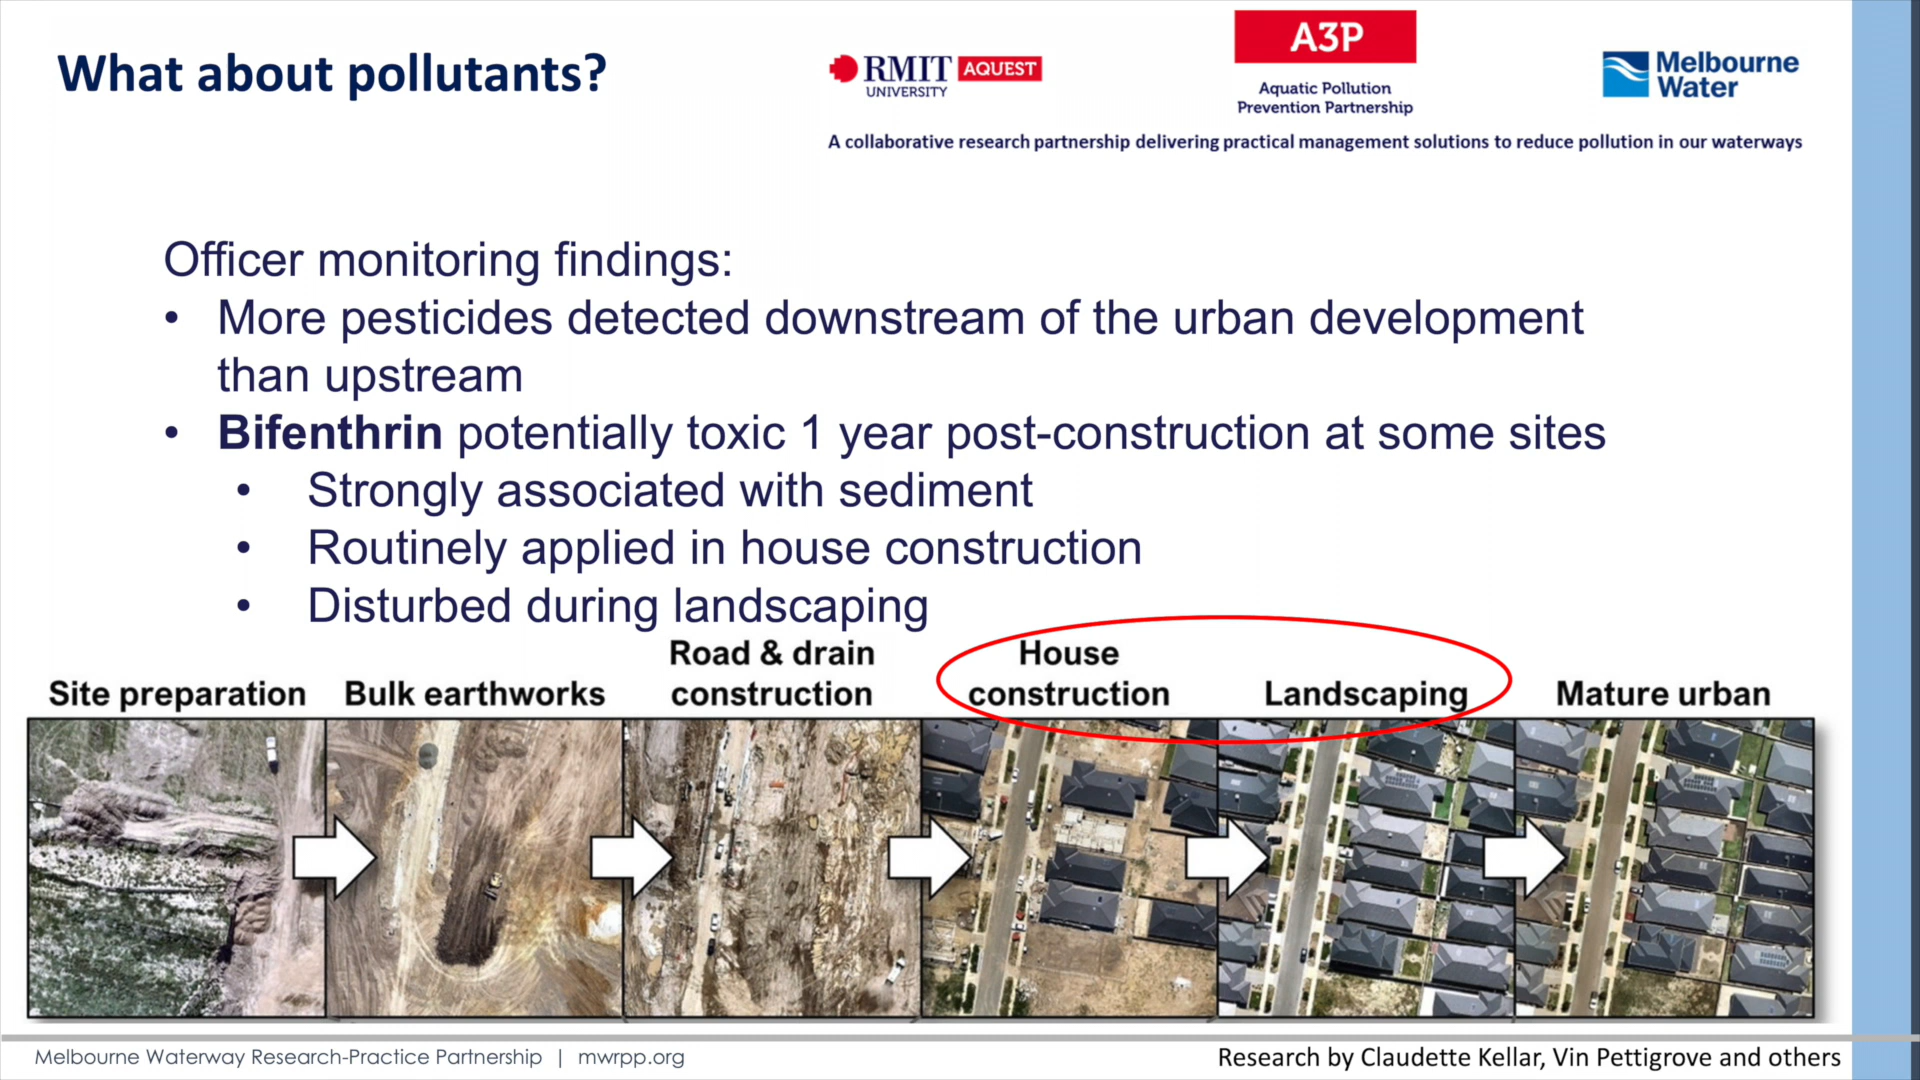 What about pollutants?
RMIT AQUEST
UNIVERSITY
A3P
Aquatic Pollution
Prevention Partnership
Melbourne
Water
A collaborative research partnership delivering practical management solutions to reduce pollution in our waterways
Officer monitoring findings:
• More pesticides detected downstream of the urban development
than upstream
• Bifenthrin potentially toxic 1 year post-construction at some sites
• Strongly associated with sediment
• Routinely applied in house construction
• Disturbed during landscaping
Site preparation
Bulk earthworks
Road & drain
construction
House
construction
Landscaping
Mature urban
Melbourne Waterway Research-Practice Partnership | mwrpp.org
Research by Claudette Kellar, Vin Pettigrove and others